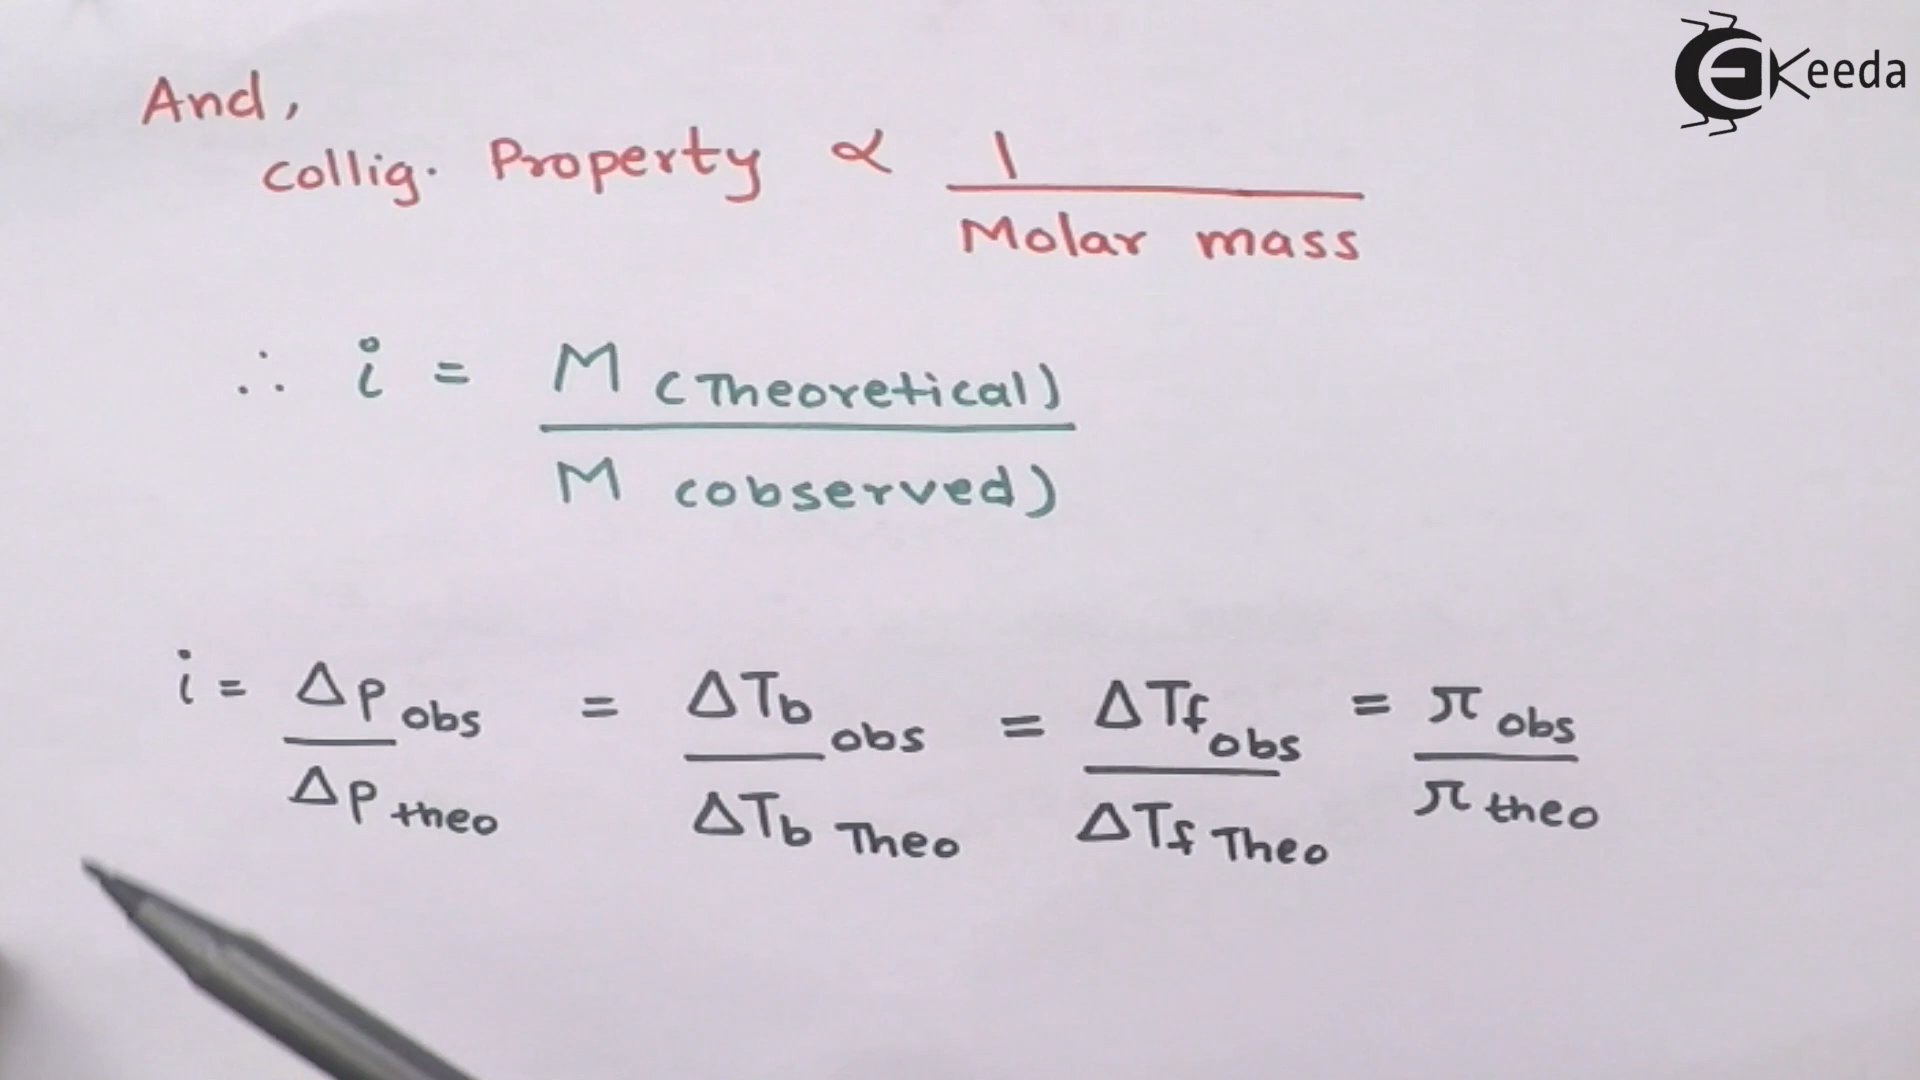 EKeeda
And,
collig. Property ∝ 1
Molar mass
∴ i = M (Theoretical)
M (observed)
i = Δp obs = ΔTb obs = ΔTf obs = π obs
Δp theo ΔTb Theo ΔTf Theo π theo